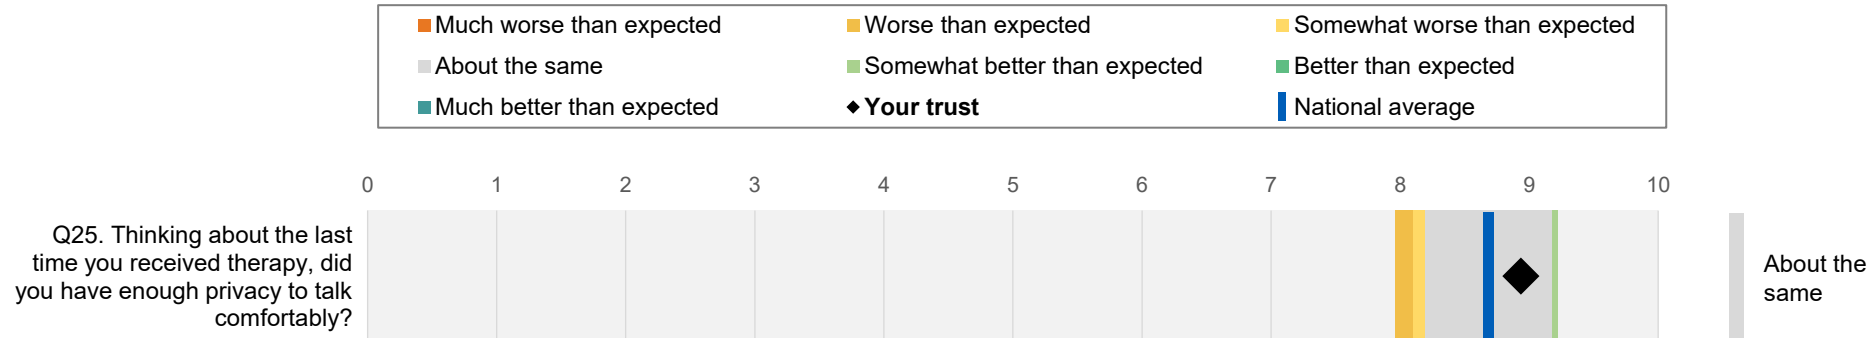 Much worse than expected
Worse than expected
Somewhat worse than expected
About the same
Somewhat better than expected
Better than expected
Much better than expected
Your trust
National average
0 1 2 3 4 5 6 7 8 9 10
Q25. Thinking about the last
time you received therapy, did
you have enough privacy to talk
comfortably?
About the
same